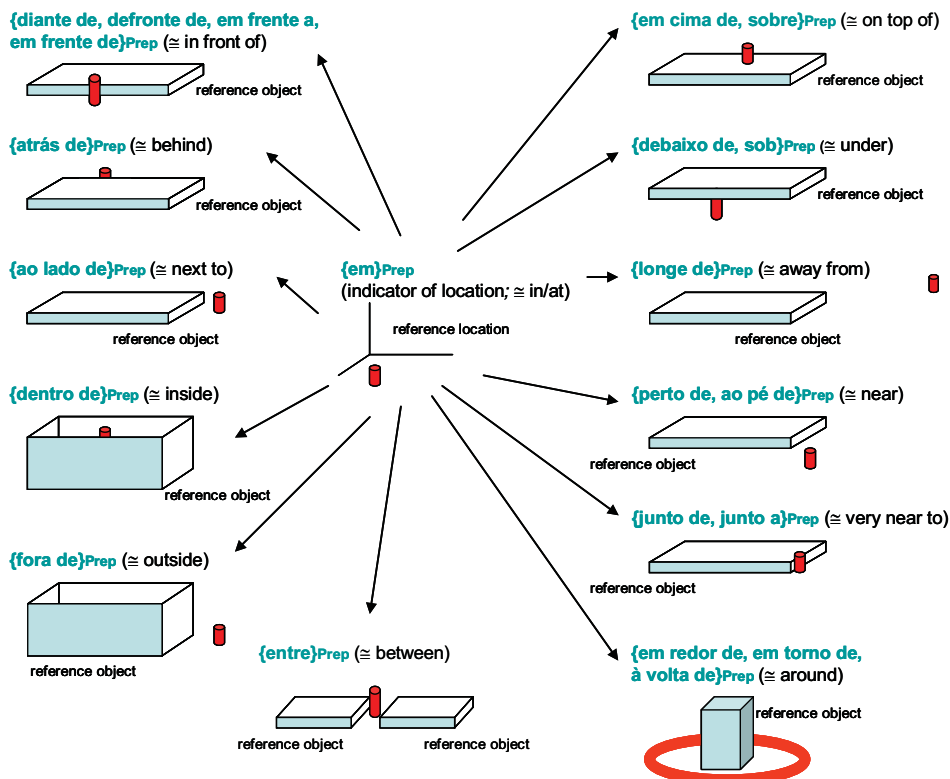 {diante de, defronte de, em frente a,
em frente de}Prep (≅ in front of)
reference object
{atrás de}Prep (≅ behind)
reference object
{ao lado de}Prep (≅ next to)
reference object
{dentro de}Prep (≅ inside)
reference object
{fora de}Prep (≅ outside)
reference object
{em}Prep
(indicator of location; ≅ in/at)
reference location
{entre}Prep (≅ between)
reference object
reference object
{em cima de, sobre}Prep (≅ on top of)
reference object
{debaixo de, sob}Prep (≅ under)
reference object
{longe de}Prep (≅ away from)
reference object
{perto de, ao pé de}Prep (≅ near)
reference object
{junto de, junto a}Prep (≅ very near to)
reference object
{em redor de, em torno de,
à volta de}Prep (≅ around)
reference object